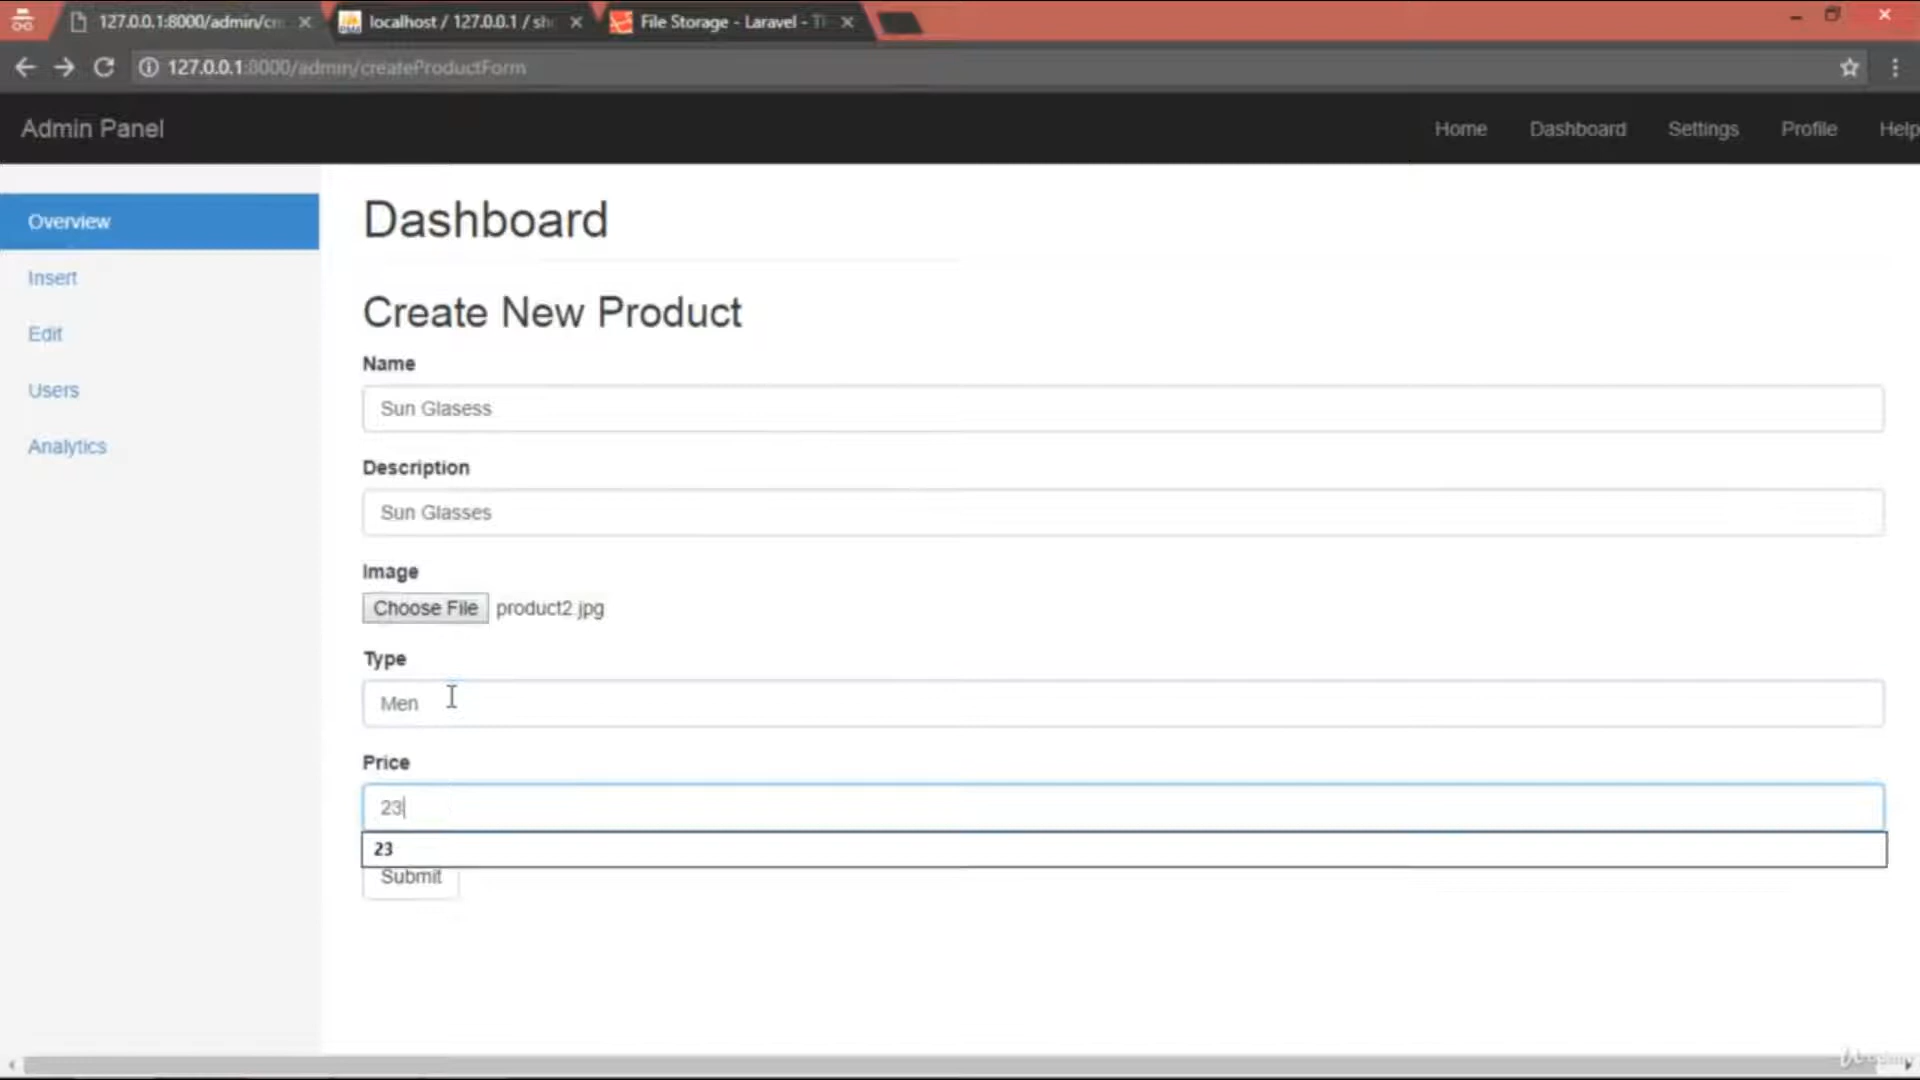 127.0.0.1:8000/admin/cr
localhost / 127.0.0.1 / sh
File Storage - Laravel - T
127.0.0.1:8000/admin/createProductForm
Admin Panel
Home
Dashboard
Settings
Profile
Help
Overview
Insert
Edit
Users
Analytics
Dashboard
Create New Product
Name
Sun Glasess
Description
Sun Glasses
Image
Choose File product2.jpg
Type
Men
Price
23
23
Submit